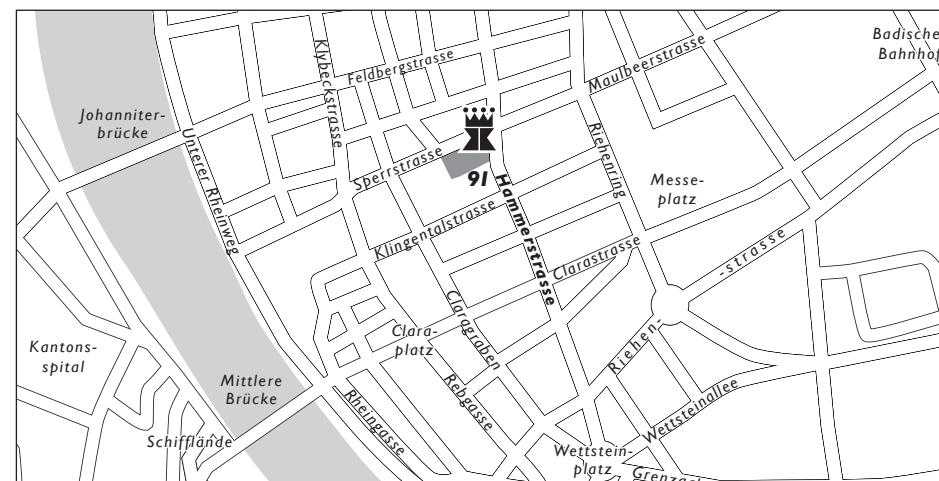 Badische
Bahnhof
Maulbeerstrasse
Klybeckstrasse
Feldbergstrasse
Johanniter-
brücke
Unterer Rheinweg
Sperrstrasse
Riehenring
91
Messe-
platz
Hammerstrasse
Klingentalstrasse
Clarastrasse
-strasse
Claragraben
Clara-
platz
Riehen-
Kantons-
spital
Mittlere
Brücke
Rheingasse
Rebgasse
Wettsteinallee
Schifflände
Wettstein-
platz